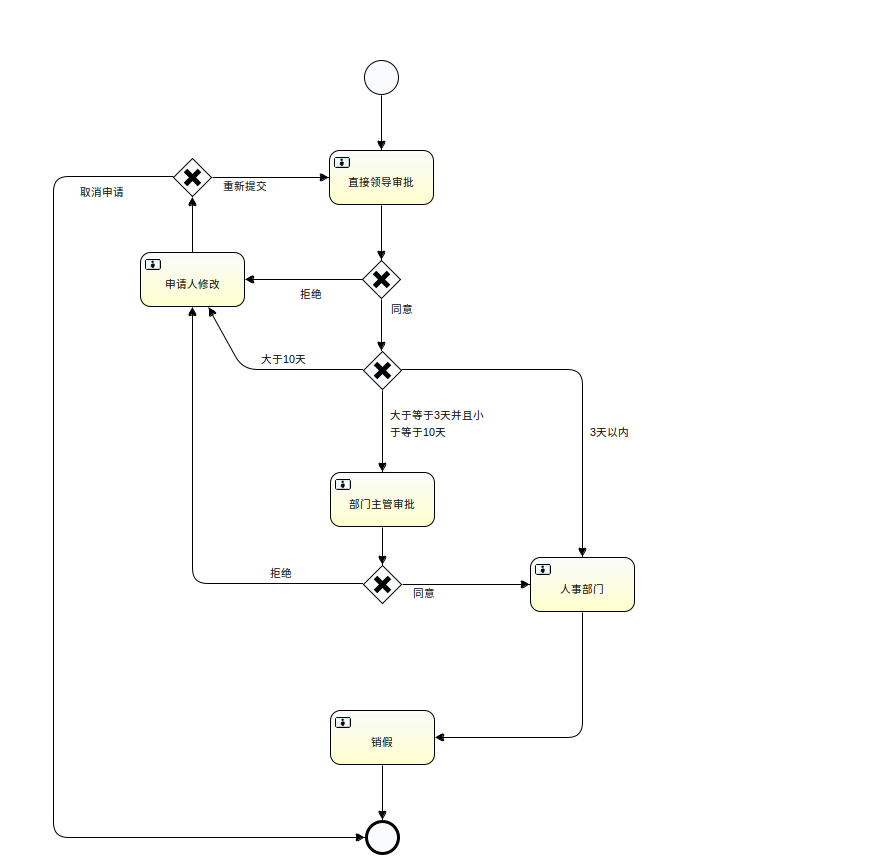 直接领导审批
重新提交
取消申请
申请人修改
拒绝
同意
大于10天
大于等于3天并且小
于等于10天
3天以内
部门主管审批
拒绝
同意
人事部门
销假